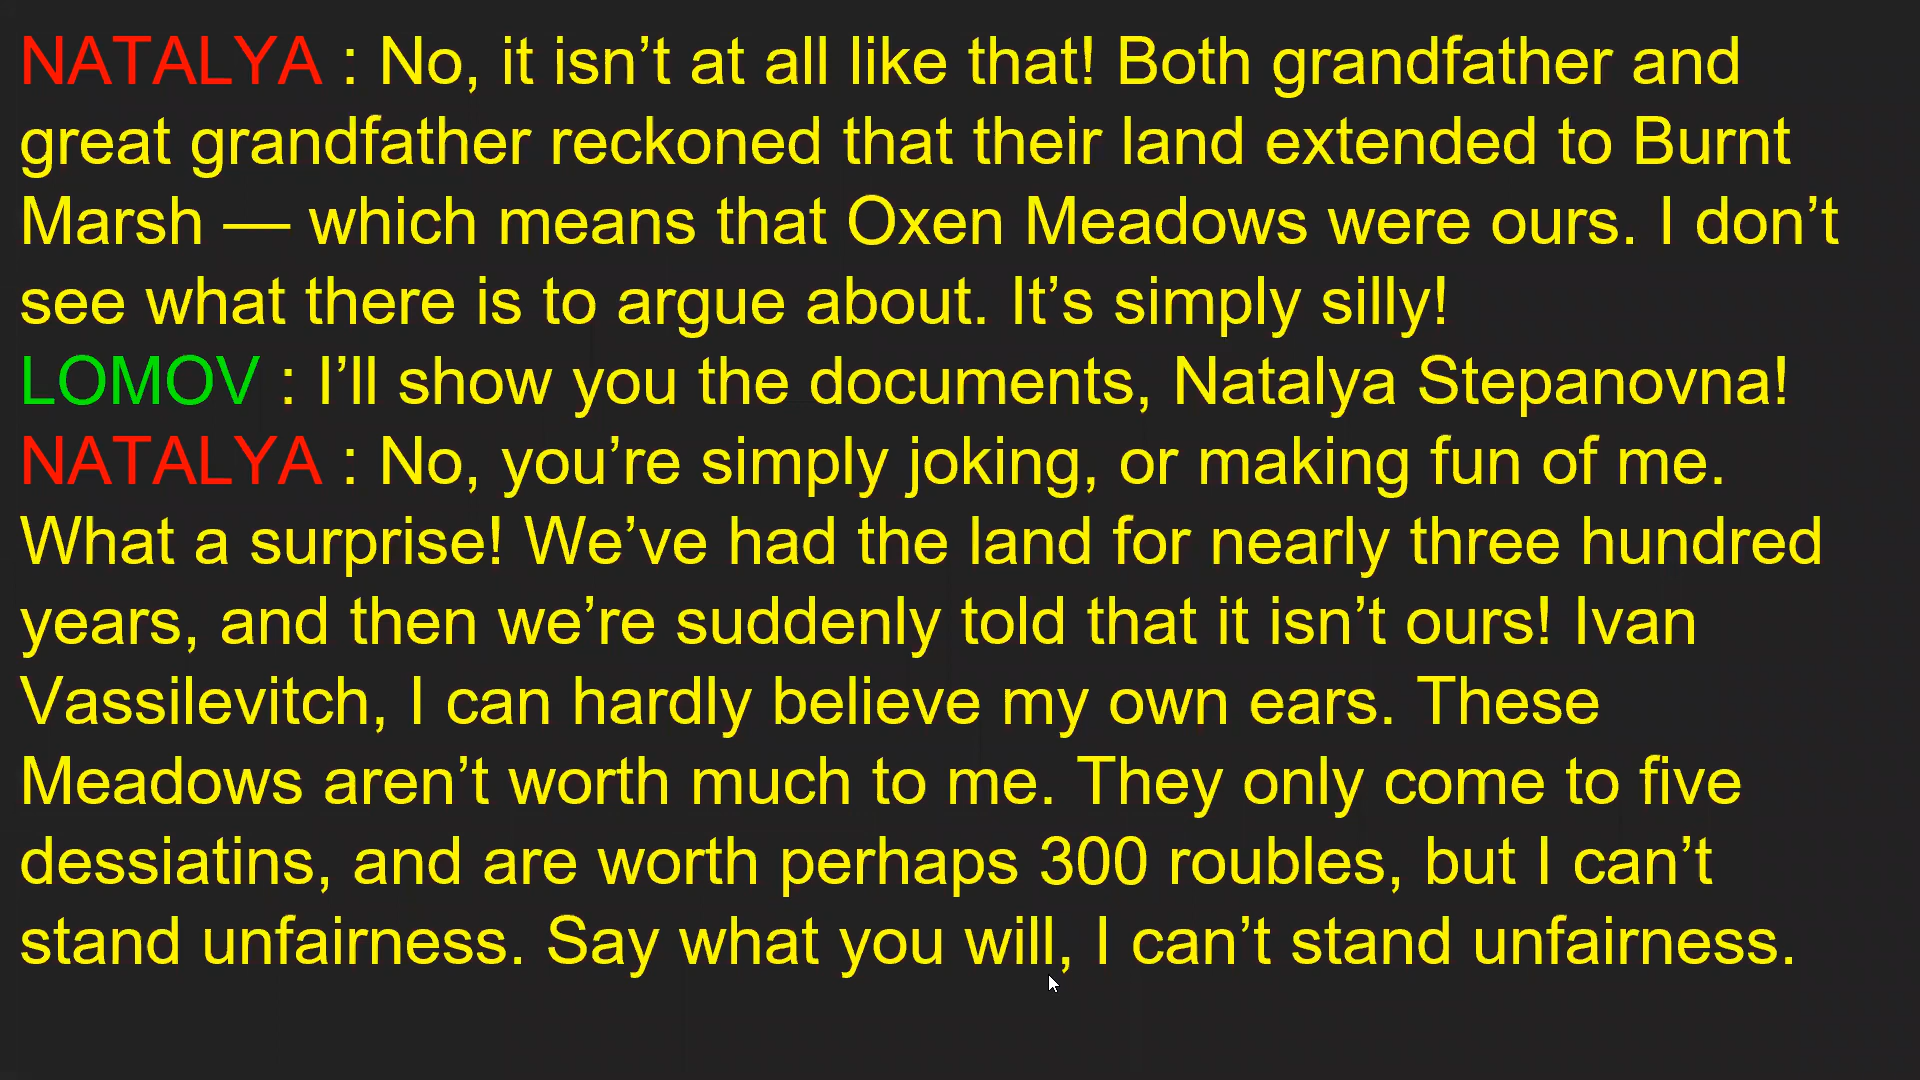 NATALYA : No, it isn’t at all like that! Both grandfather and
great grandfather reckoned that their land extended to Burnt
Marsh — which means that Oxen Meadows were ours. I don’t
see what there is to argue about. It’s simply silly!
LOMOV : I’ll show you the documents, Natalya Stepanovna!
NATALYA : No, you’re simply joking, or making fun of me.
What a surprise! We’ve had the land for nearly three hundred
years, and then we’re suddenly told that it isn’t ours! Ivan
Vassilevitch, I can hardly believe my own ears. These
Meadows aren’t worth much to me. They only come to five
dessiatins, and are worth perhaps 300 roubles, but I can’t
stand unfairness. Say what you will, I can’t stand unfairness.